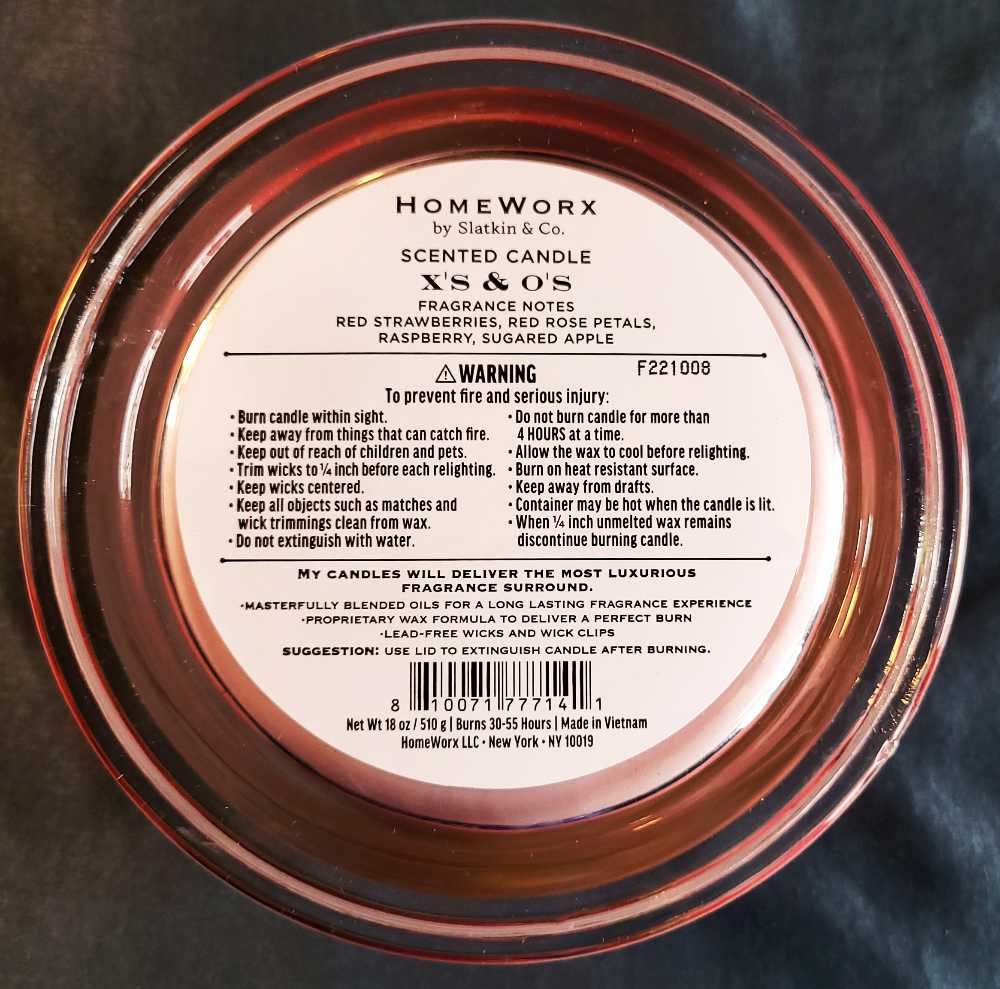 HOMEWORX
by Slatkin & Co.
SCENTED CANDLE
X'S & O'S
FRAGRANCE NOTES
RED STRAWBERRIES, RED ROSE PETALS,
RASPBERRY, SUGARED APPLE
⚠ WARNING
F221008
To prevent fire and serious injury:
• Burn candle within sight.
• Keep away from things that can catch fire.
• Keep out of reach of children and pets.
• Trim wicks to ¼ inch before each relighting.
• Keep wicks centered.
• Keep all objects such as matches and
wick trimmings clean from wax.
• Do not extinguish with water.
• Do not burn candle for more than
4 HOURS at a time.
• Allow the wax to cool before relighting.
• Burn on heat resistant surface.
• Keep away from drafts.
• Container may be hot when the candle is lit.
• When ¼ inch unmelted wax remains
discontinue burning candle.
MY CANDLES WILL DELIVER THE MOST LUXURIOUS
FRAGRANCE SURROUND.
•MASTERFULLY BLENDED OILS FOR A LONG LASTING FRAGRANCE EXPERIENCE
•PROPRIETARY WAX FORMULA TO DELIVER A PERFECT BURN
•LEAD-FREE WICKS AND WICK CLIPS
SUGGESTION: USE LID TO EXTINGUISH CANDLE AFTER BURNING.
8 10071 77714 1
Net Wt 18 oz / 510 g | Burns 30-55 Hours | Made in Vietnam
HomeWorx LLC • New York • NY 10019